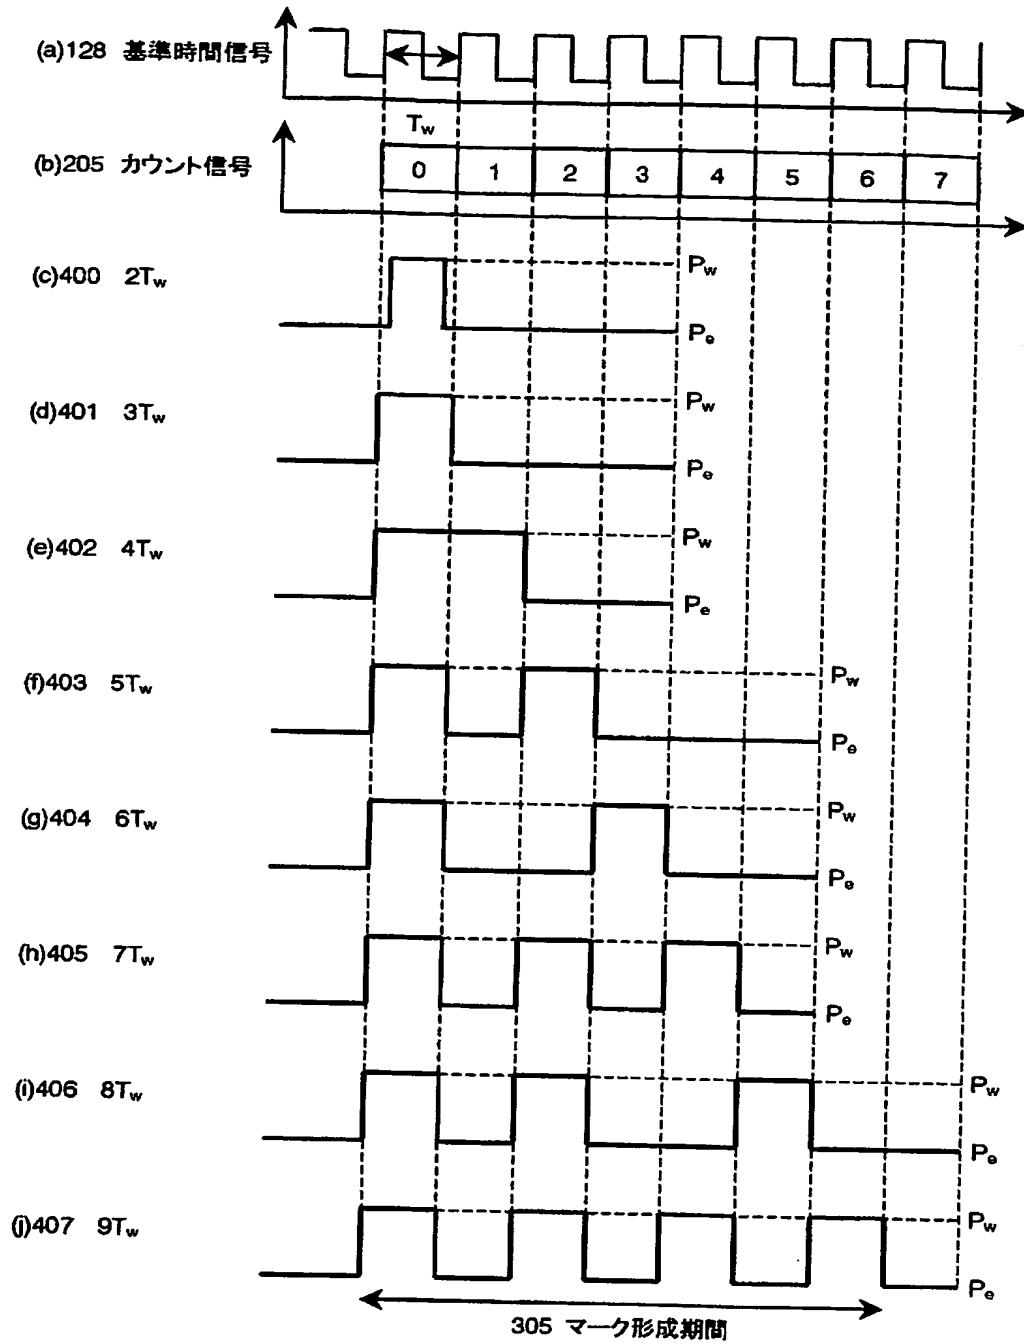 (a)128 基準時間信号
Tw
(b)205 カウント信号
0 1 2 3 4 5 6 7
(c)400 2Tw
Pw
Pe
(d)401 3Tw
Pw
Pe
(e)402 4Tw
Pw
Pe
(f)403 5Tw
Pw
Pe
(g)404 6Tw
Pw
Pe
(h)405 7Tw
Pw
Pe
(i)406 8Tw
Pw
Pe
(j)407 9Tw
Pw
Pe
305 マーク形成期間